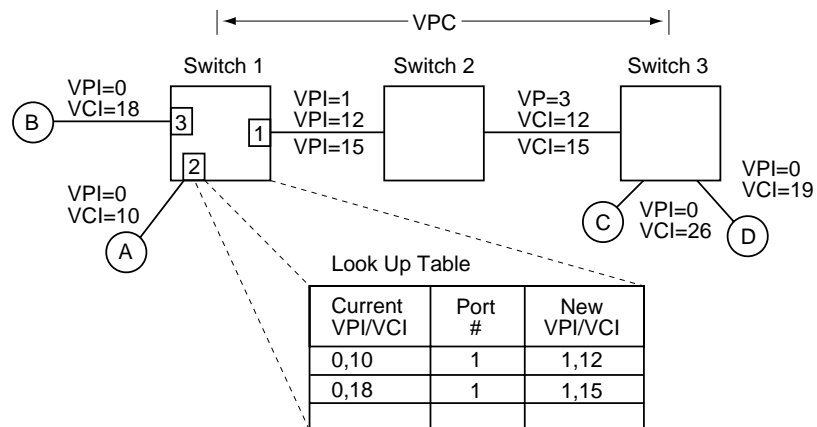 VPC
Switch 1
Switch 2
Switch 3
VPI=0
VCI=18
B
3
1
2
VPI=1
VPI=12
VPI=15
VP=3
VCI=12
VCI=15
VPI=0
VCI=10
A
C
VPI=0
VCI=26
D
VPI=0
VCI=19
Look Up Table
Current VPI/VCI
Port #
New VPI/VCI
0,10 1 1,12
0,18 1 1,15